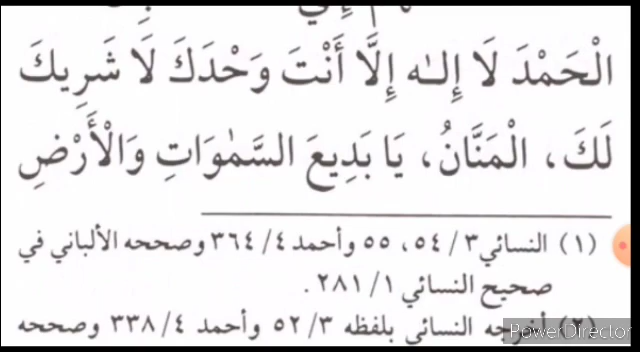 الْحَمْدَ لَا إِلٰه إِلَّا أَنْتَ وَحْدَكَ لَا شَرِيكَ
لَكَ، الْمَنَّانُ، يَا بَدِيعَ السَّمٰوَاتِ وَالْأَرْضِ
(١) النسائي ٣/ ٥٤، ٥٥ وأحمد ٤/ ٣٦٤ وصححه الألباني في
صحيح النسائي ١/ ٢٨١.
(٢) أخرجه النسائي بلفظه ٣/ ٥٢ وأحمد ٤/ ٣٣٨ وصححه
PowerDirector